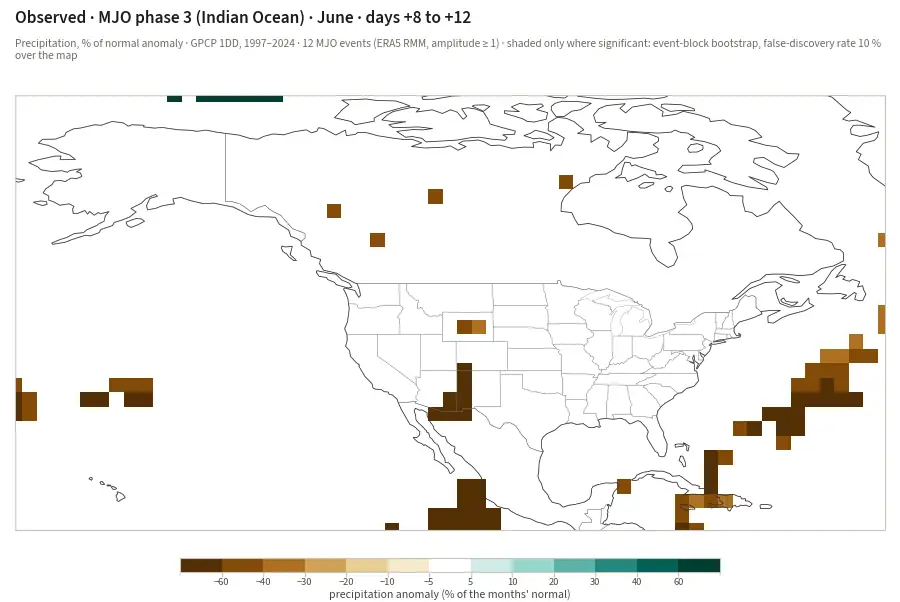 Observed · MJO phase 3 (Indian Ocean) · June · days +8 to +12
Precipitation, % of normal anomaly · GPCP 1DD, 1997–2024 · 12 MJO events (ERA5 RMM, amplitude ≥ 1) · shaded only where significant: event-block bootstrap, false-discovery rate 10 %
over the map
−60 −40 −30 −20 −10 −5 5 10 20 30 40 60
precipitation anomaly (% of the months' normal)